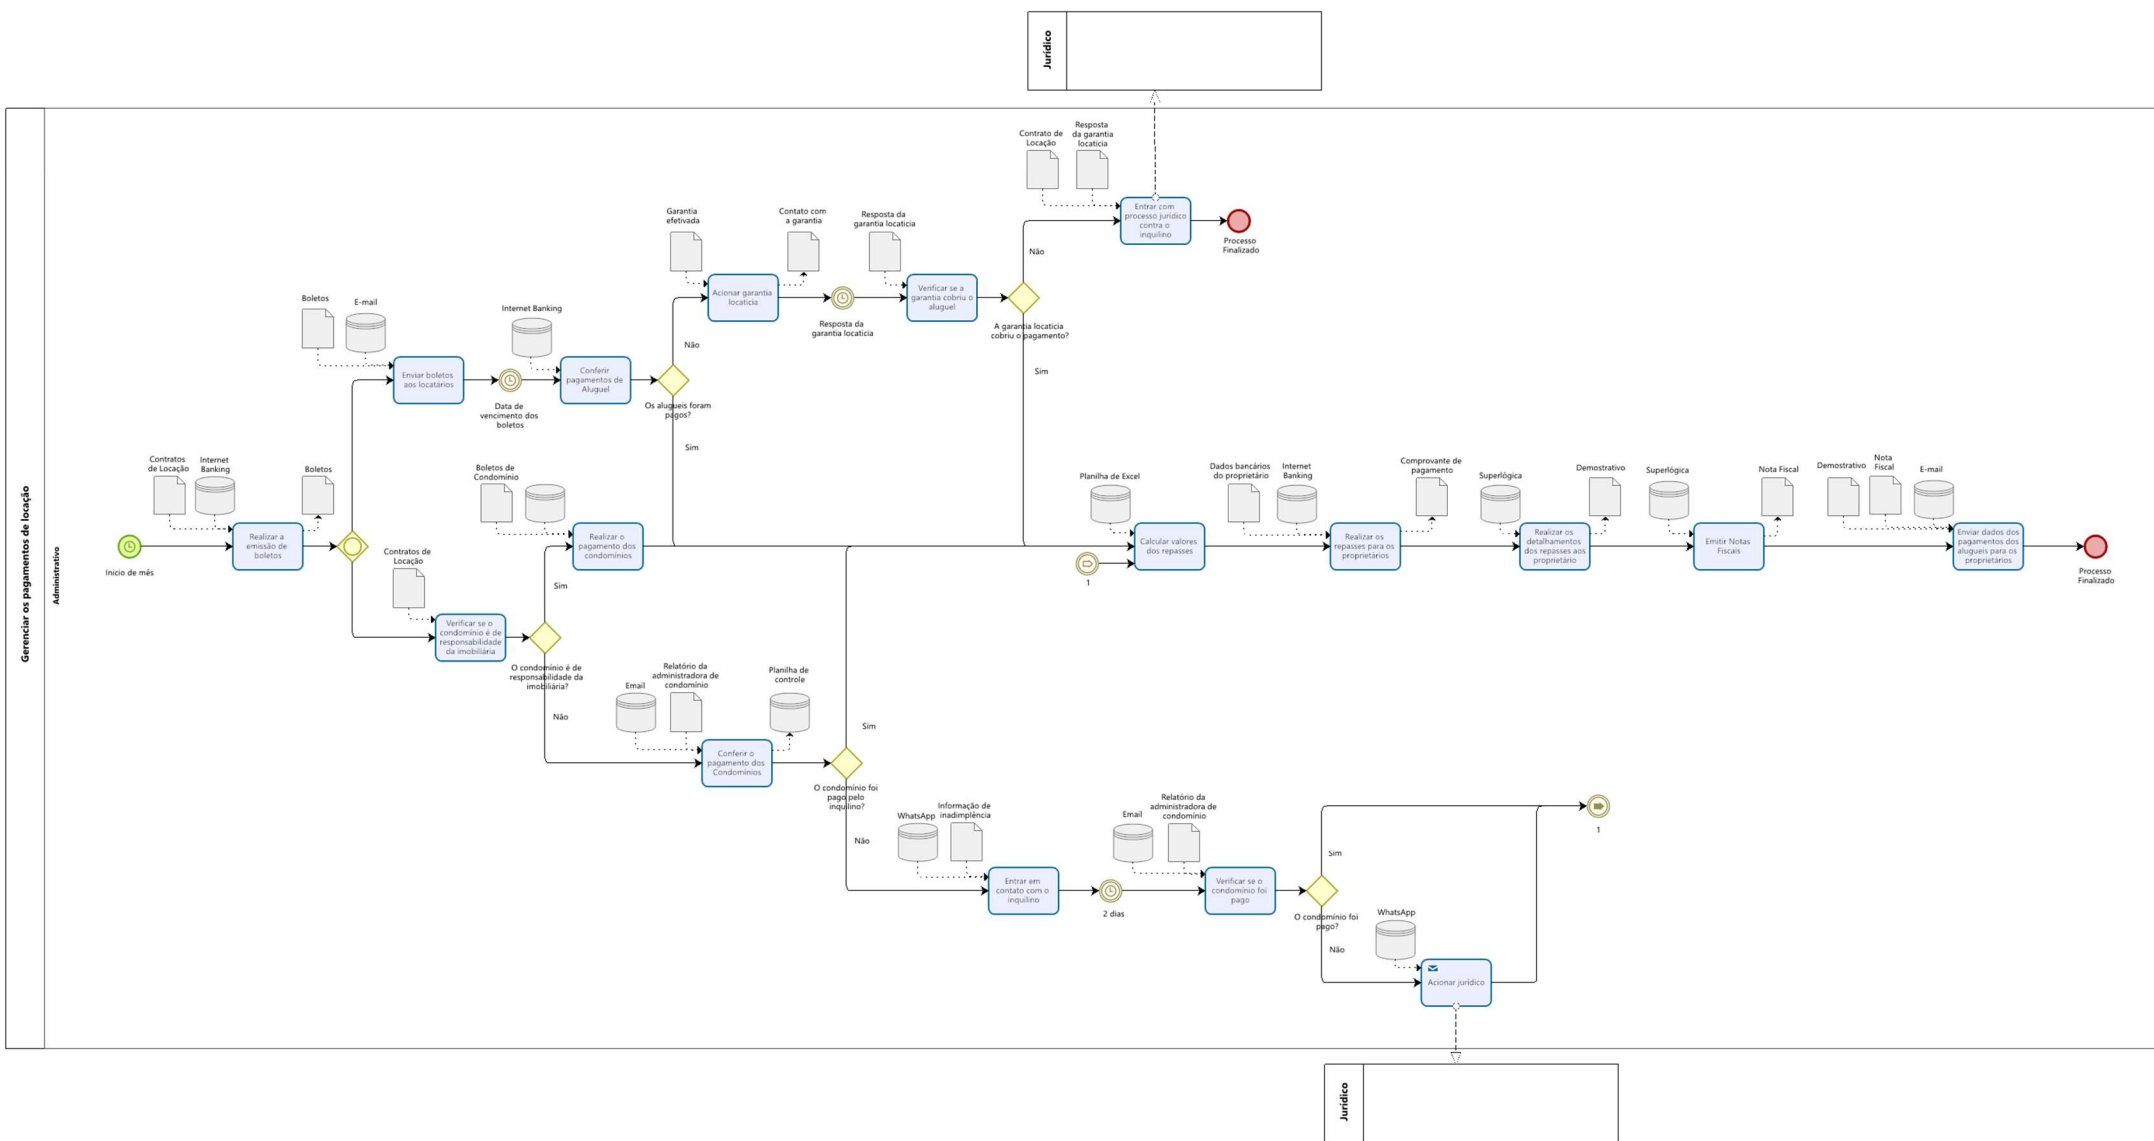 Jurídico
Gerenciar os pagamentos de locação
Administrativo
Contrato de
Locação
Resposta
da garantia
locaticia
Entrar com
processo jurídico
contra o
inquilino
Processo
Finalizado
Não
Garantia
efetivada
Contato com
a garantia
Resposta da
garantia locaticia
Acionar garantia
locaticia
Resposta da
garantia locaticia
Verificar se a
garantia cobriu o
aluguel
A garantia locaticia
cobriu o pagamento?
Sim
Boletos
E-mail
Internet Banking
Não
Enviar boletos
aos locatários
Data de
vencimento dos
boletos
Conferir
pagamentos de
Aluguel
Os alugueis foram
pagos?
Sim
Contratos
de Locação
Internet
Banking
Boletos
Inicio de mês
Realizar a
emissão de
boletos
Boletos de
Condomínio
Realizar o
pagamento dos
condomínios
Planilha de Excel
Calcular valores
dos repasses
1
Dados bancários
do proprietário
Internet
Banking
Realizar os
repasses para os
proprietários
Comprovante de
pagamento
Superlógica
Realizar os
detalhamentos
dos repasses aos
proprietário
Demostrativo
Superlógica
Emitir Notas
Fiscais
Nota Fiscal
Demostrativo
Nota
Fiscal
E-mail
Enviar dados dos
pagamentos dos
alugueis para os
proprietários
Processo
Finalizado
Contratos de
Locação
Verificar se o
condomínio é de
responsabilidade
da imobiliária
Sim
O condomínio é de
responsabilidade da
imobiliária?
Não
Email
Relatório da
administradora de
condomínio
Planilha de
controle
Conferir o
pagamento dos
Condomínios
Sim
O condomínio foi
pago pelo
inquilino?
Não
WhatsApp
Informação de
inadimplência
Entrar em
contato com o
inquilino
2 dias
Email
Relatório da
administradora de
condomínio
Verificar se o
condomínio foi
pago
Sim
O condomínio foi
pago?
Não
1
WhatsApp
Acionar jurídico
Jurídico